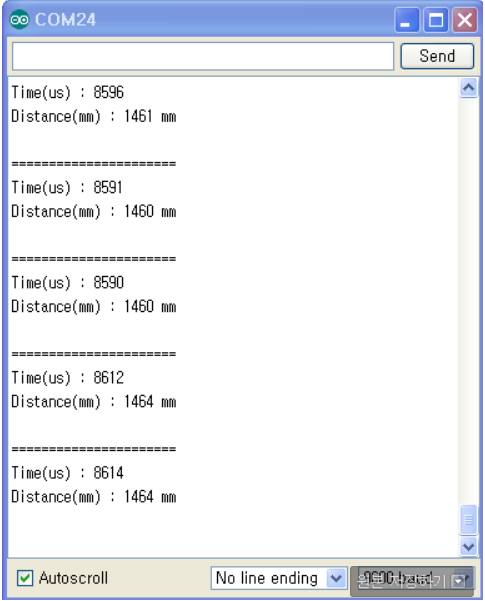 COM24
Send
Time(us) : 8596
Distance(mm) : 1461 mm
======================
Time(us) : 8591
Distance(mm) : 1460 mm
======================
Time(us) : 8590
Distance(mm) : 1460 mm
======================
Time(us) : 8612
Distance(mm) : 1464 mm
======================
Time(us) : 8614
Distance(mm) : 1464 mm
Autoscroll
No line ending